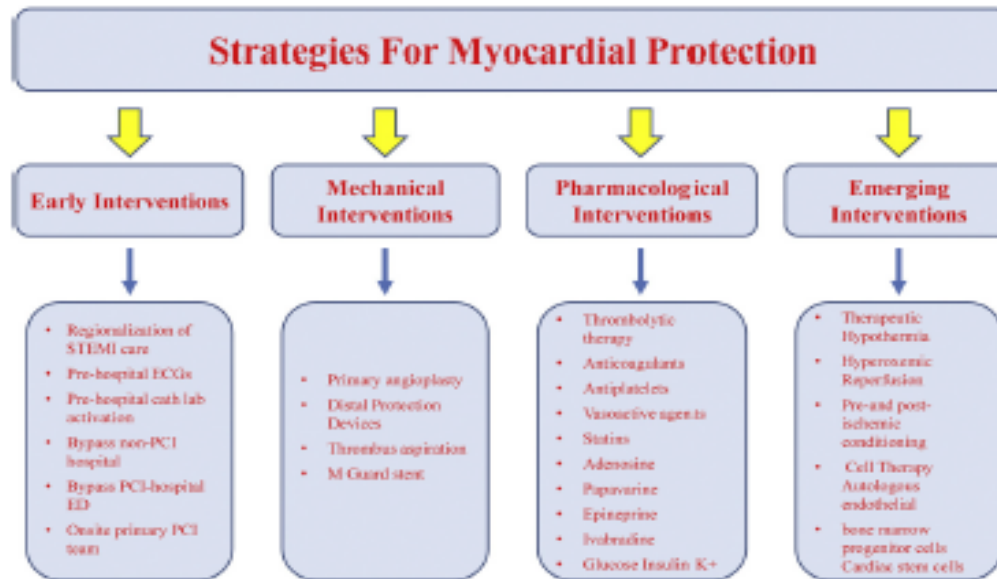 Strategies For Myocardial Protection
Early Interventions
Mechanical
Interventions
Pharmacological
Interventions
Emerging
Interventions
• Regionalization of
STEMI care
• Pre-hospital ECGs
• Pre-hospital cath lab
activation
• Bypass non-PCI
hospital
• Bypass PCI-hospital
ED
• Onsite primary PCI
team
• Primary angioplasty
• Distal Protection
Devices
• Thrombus aspiration
• M Guard stent
• Thrombolytic
therapy
• Anticoagulants
• Antiplatelets
• Vasoactive agents
• Statins
• Adenosine
• Papavarine
• Epineprine
• Ivabradine
• Glucose Insulin K+
• Therapeutic
Hypothermia
• Hyperoxemic
Reperfusion
• Pre-and post-
ischemic
conditioning
• Cell Therapy
Autologous
endothelial
• bone marrow
progenitor cells
Cardiac stem cells